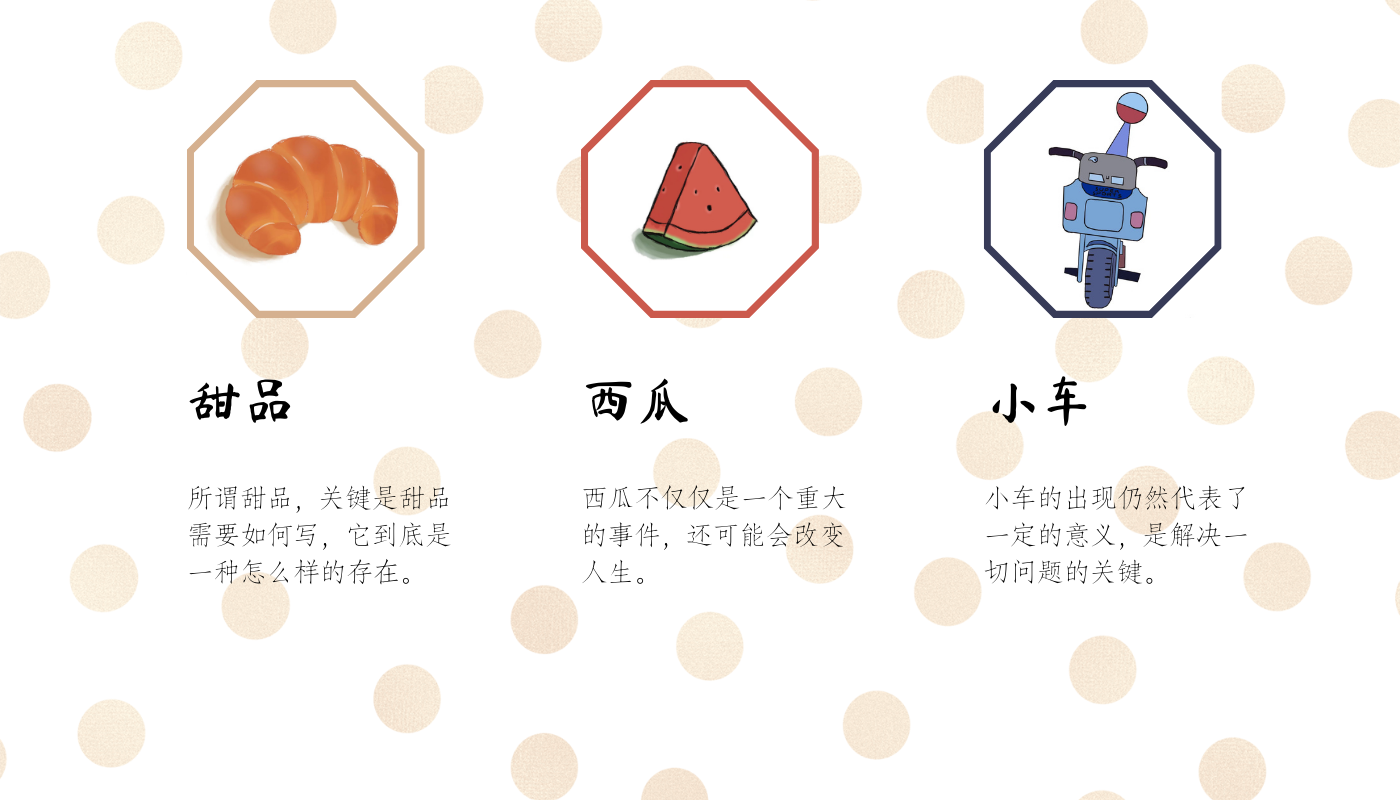 甜品
所谓甜品，关键是甜品
需要如何写，它到底是
一种怎么样的存在。
西瓜
西瓜不仅仅是一个重大
的事件，还可能会改变
人生。
小车
小车的出现仍然代表了
一定的意义，是解决一
切问题的关键。